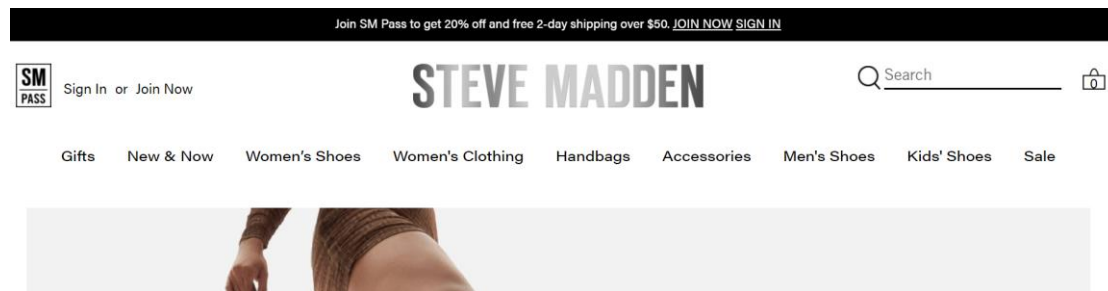 Join SM Pass to get 20% off and free 2-day shipping over $50. JOIN NOW SIGN IN
SM
PASS
Sign In or Join Now
STEVE MADDEN
Search
0
Gifts New & Now Women's Shoes Women's Clothing Handbags Accessories Men's Shoes Kids' Shoes Sale